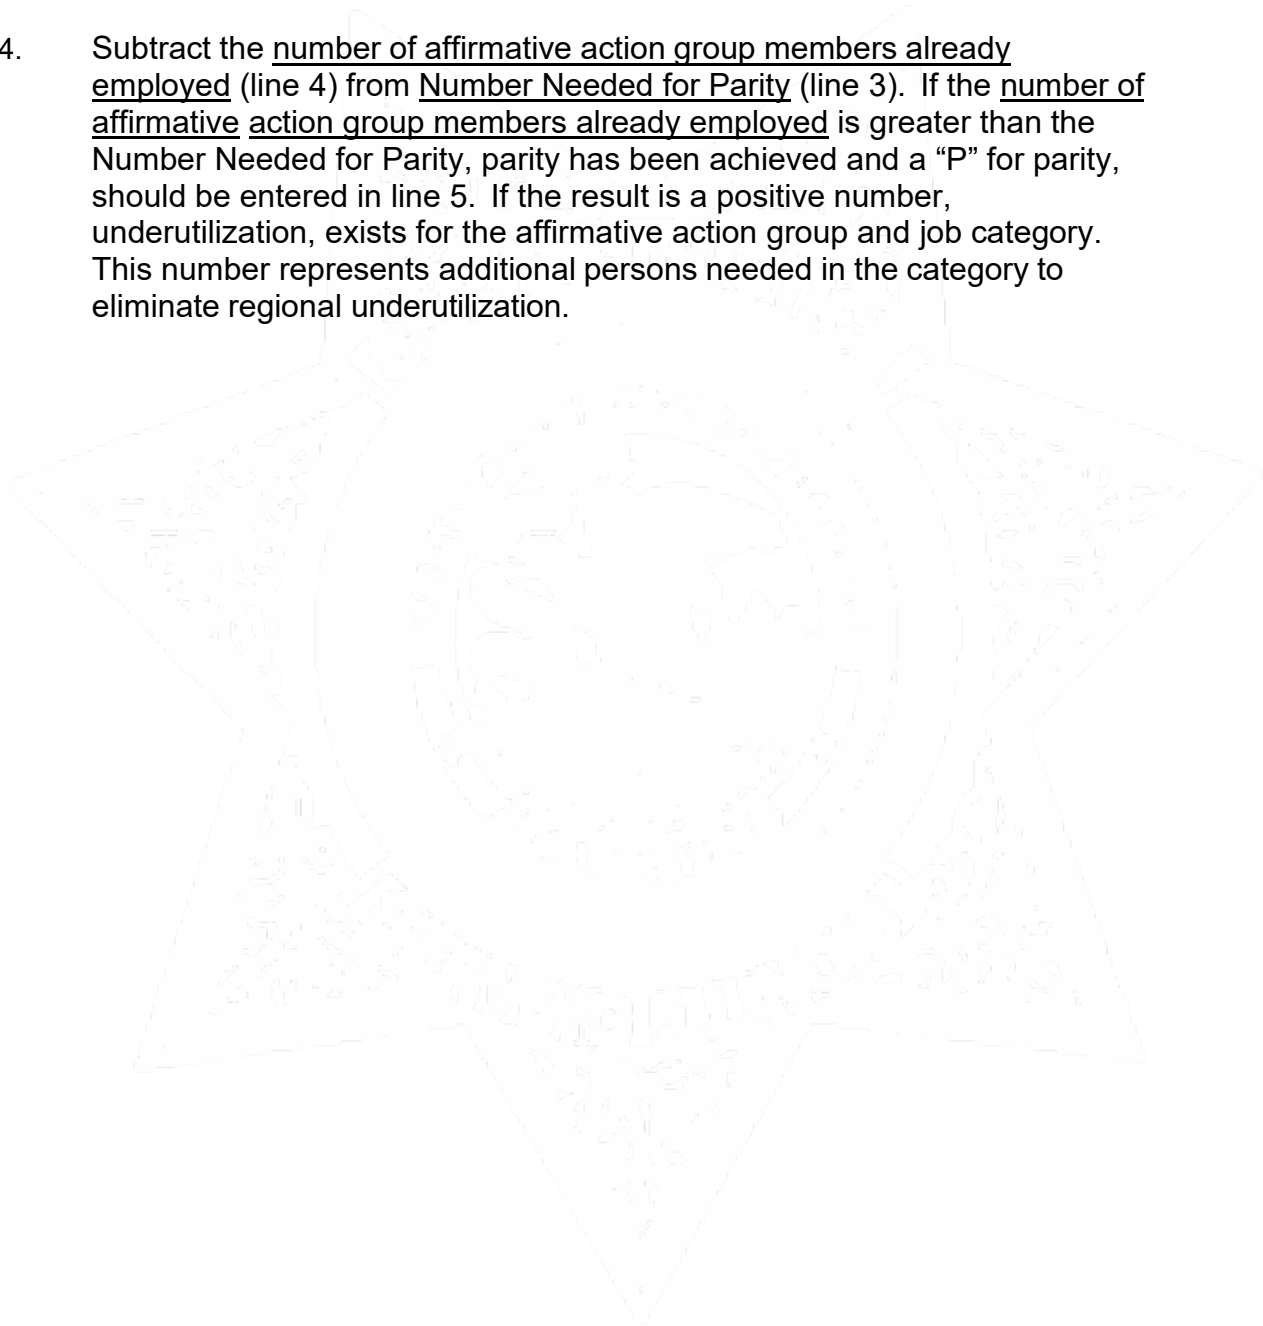 4. Subtract the number of affirmative action group members already
employed (line 4) from Number Needed for Parity (line 3). If the number of
affirmative action group members already employed is greater than the
Number Needed for Parity, parity has been achieved and a “P” for parity,
should be entered in line 5. If the result is a positive number,
underutilization, exists for the affirmative action group and job category.
This number represents additional persons needed in the category to
eliminate regional underutilization.